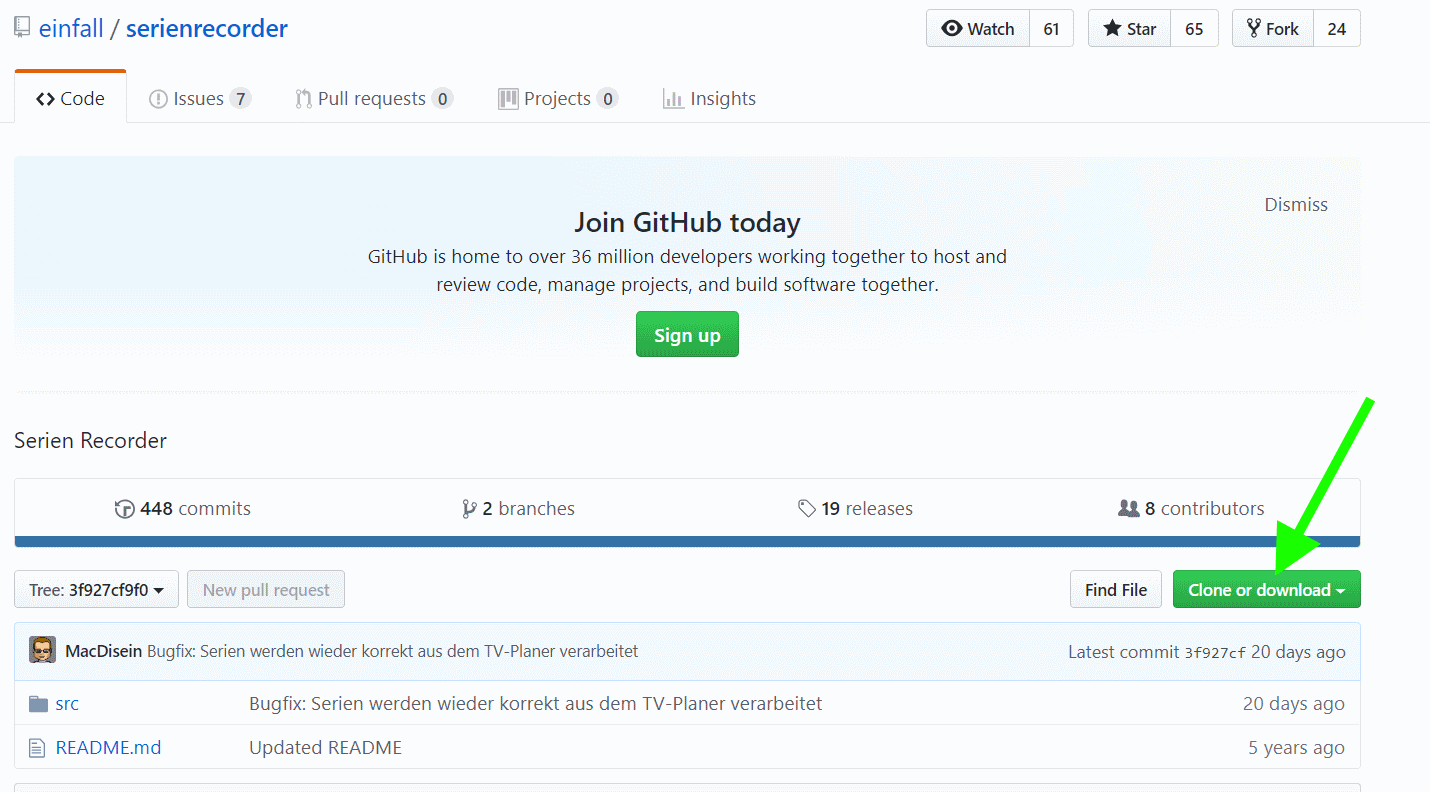 einfall / serienrecorder
Watch 61 Star 65 Fork 24
Code Issues 7 Pull requests 0 Projects 0 Insights
Dismiss
Join GitHub today
GitHub is home to over 36 million developers working together to host and
review code, manage projects, and build software together.
Sign up
Serien Recorder
448 commits 2 branches 19 releases 8 contributors
Tree: 3f927cf9f0 New pull request Find File Clone or download
MacDisein Bugfix: Serien werden wieder korrekt aus dem TV-Planer verarbeitet Latest commit 3f927cf 20 days ago
src Bugfix: Serien werden wieder korrekt aus dem TV-Planer verarbeitet 20 days ago
README.md Updated README 5 years ago